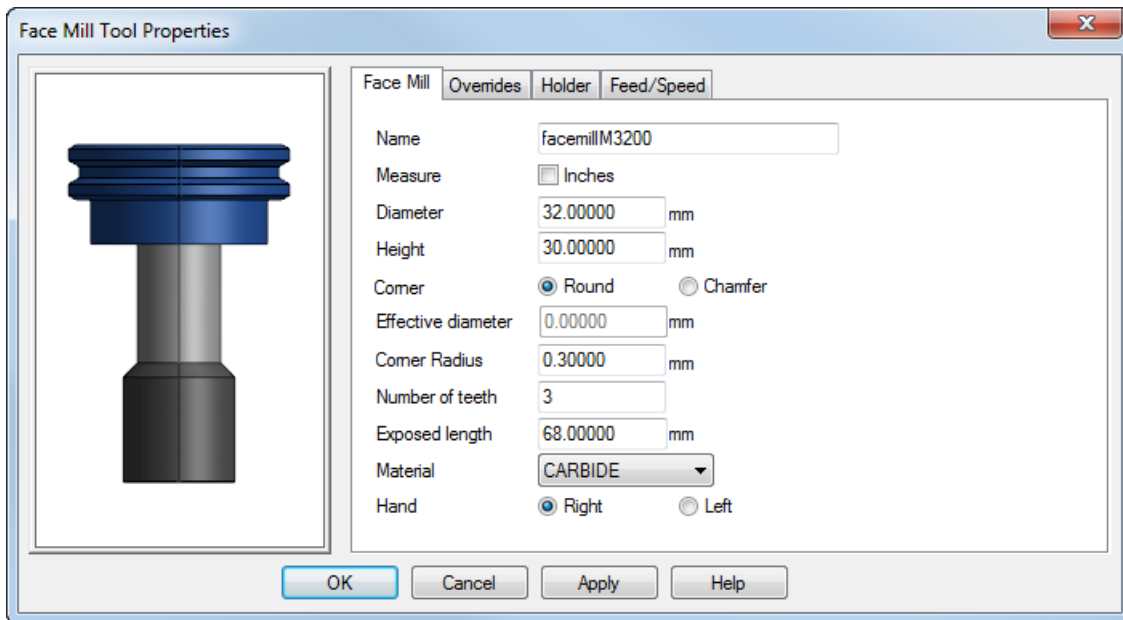 Face Mill Tool Properties
Face Mill Overrides Holder Feed/Speed
Name facemillM3200
Measure Inches
Diameter 32.00000 mm
Height 30.00000 mm
Corner Round Chamfer
Effective diameter 0.00000 mm
Corner Radius 0.30000 mm
Number of teeth 3
Exposed length 68.00000 mm
Material CARBIDE
Hand Right Left
OK Cancel Apply Help